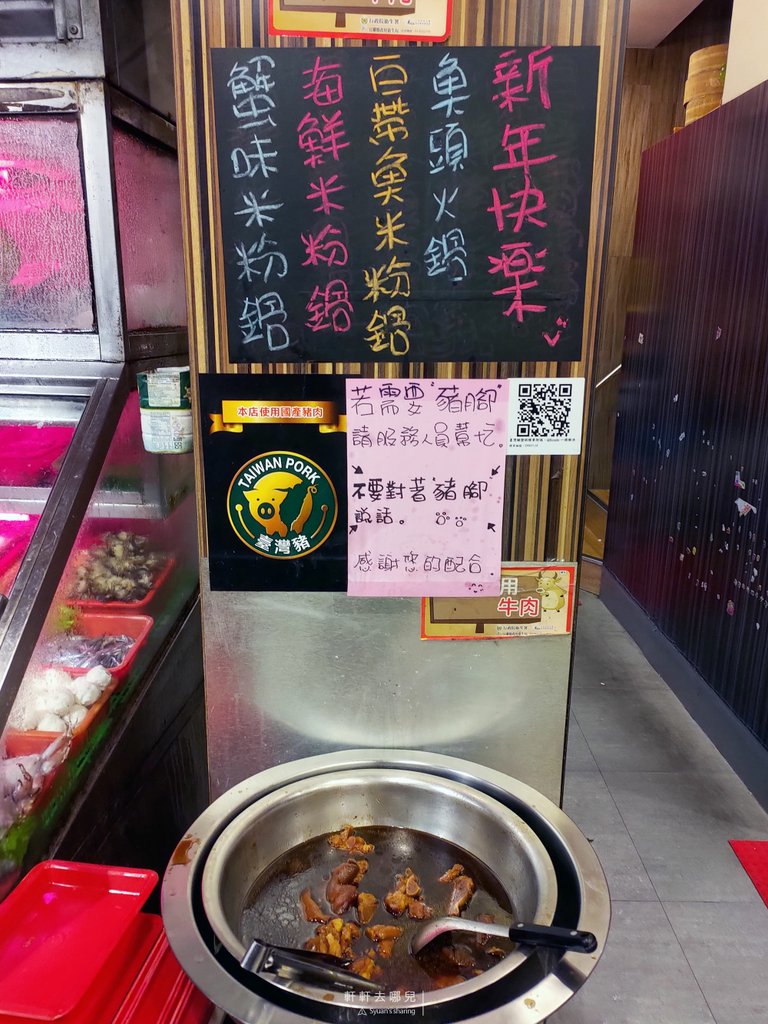 新年快樂
魚頭火鍋
白帶魚米粉鍋
海鮮米粉鍋
蟹味米粉鍋
本店使用國產豬肉
TAIWAN PORK
臺灣豬
若需要"豬腳"
請服務人員幫忙。
不要對著"豬腳"
說話。
感謝您的配合
用
牛肉
軒軒去哪兒
Syuan's sharing